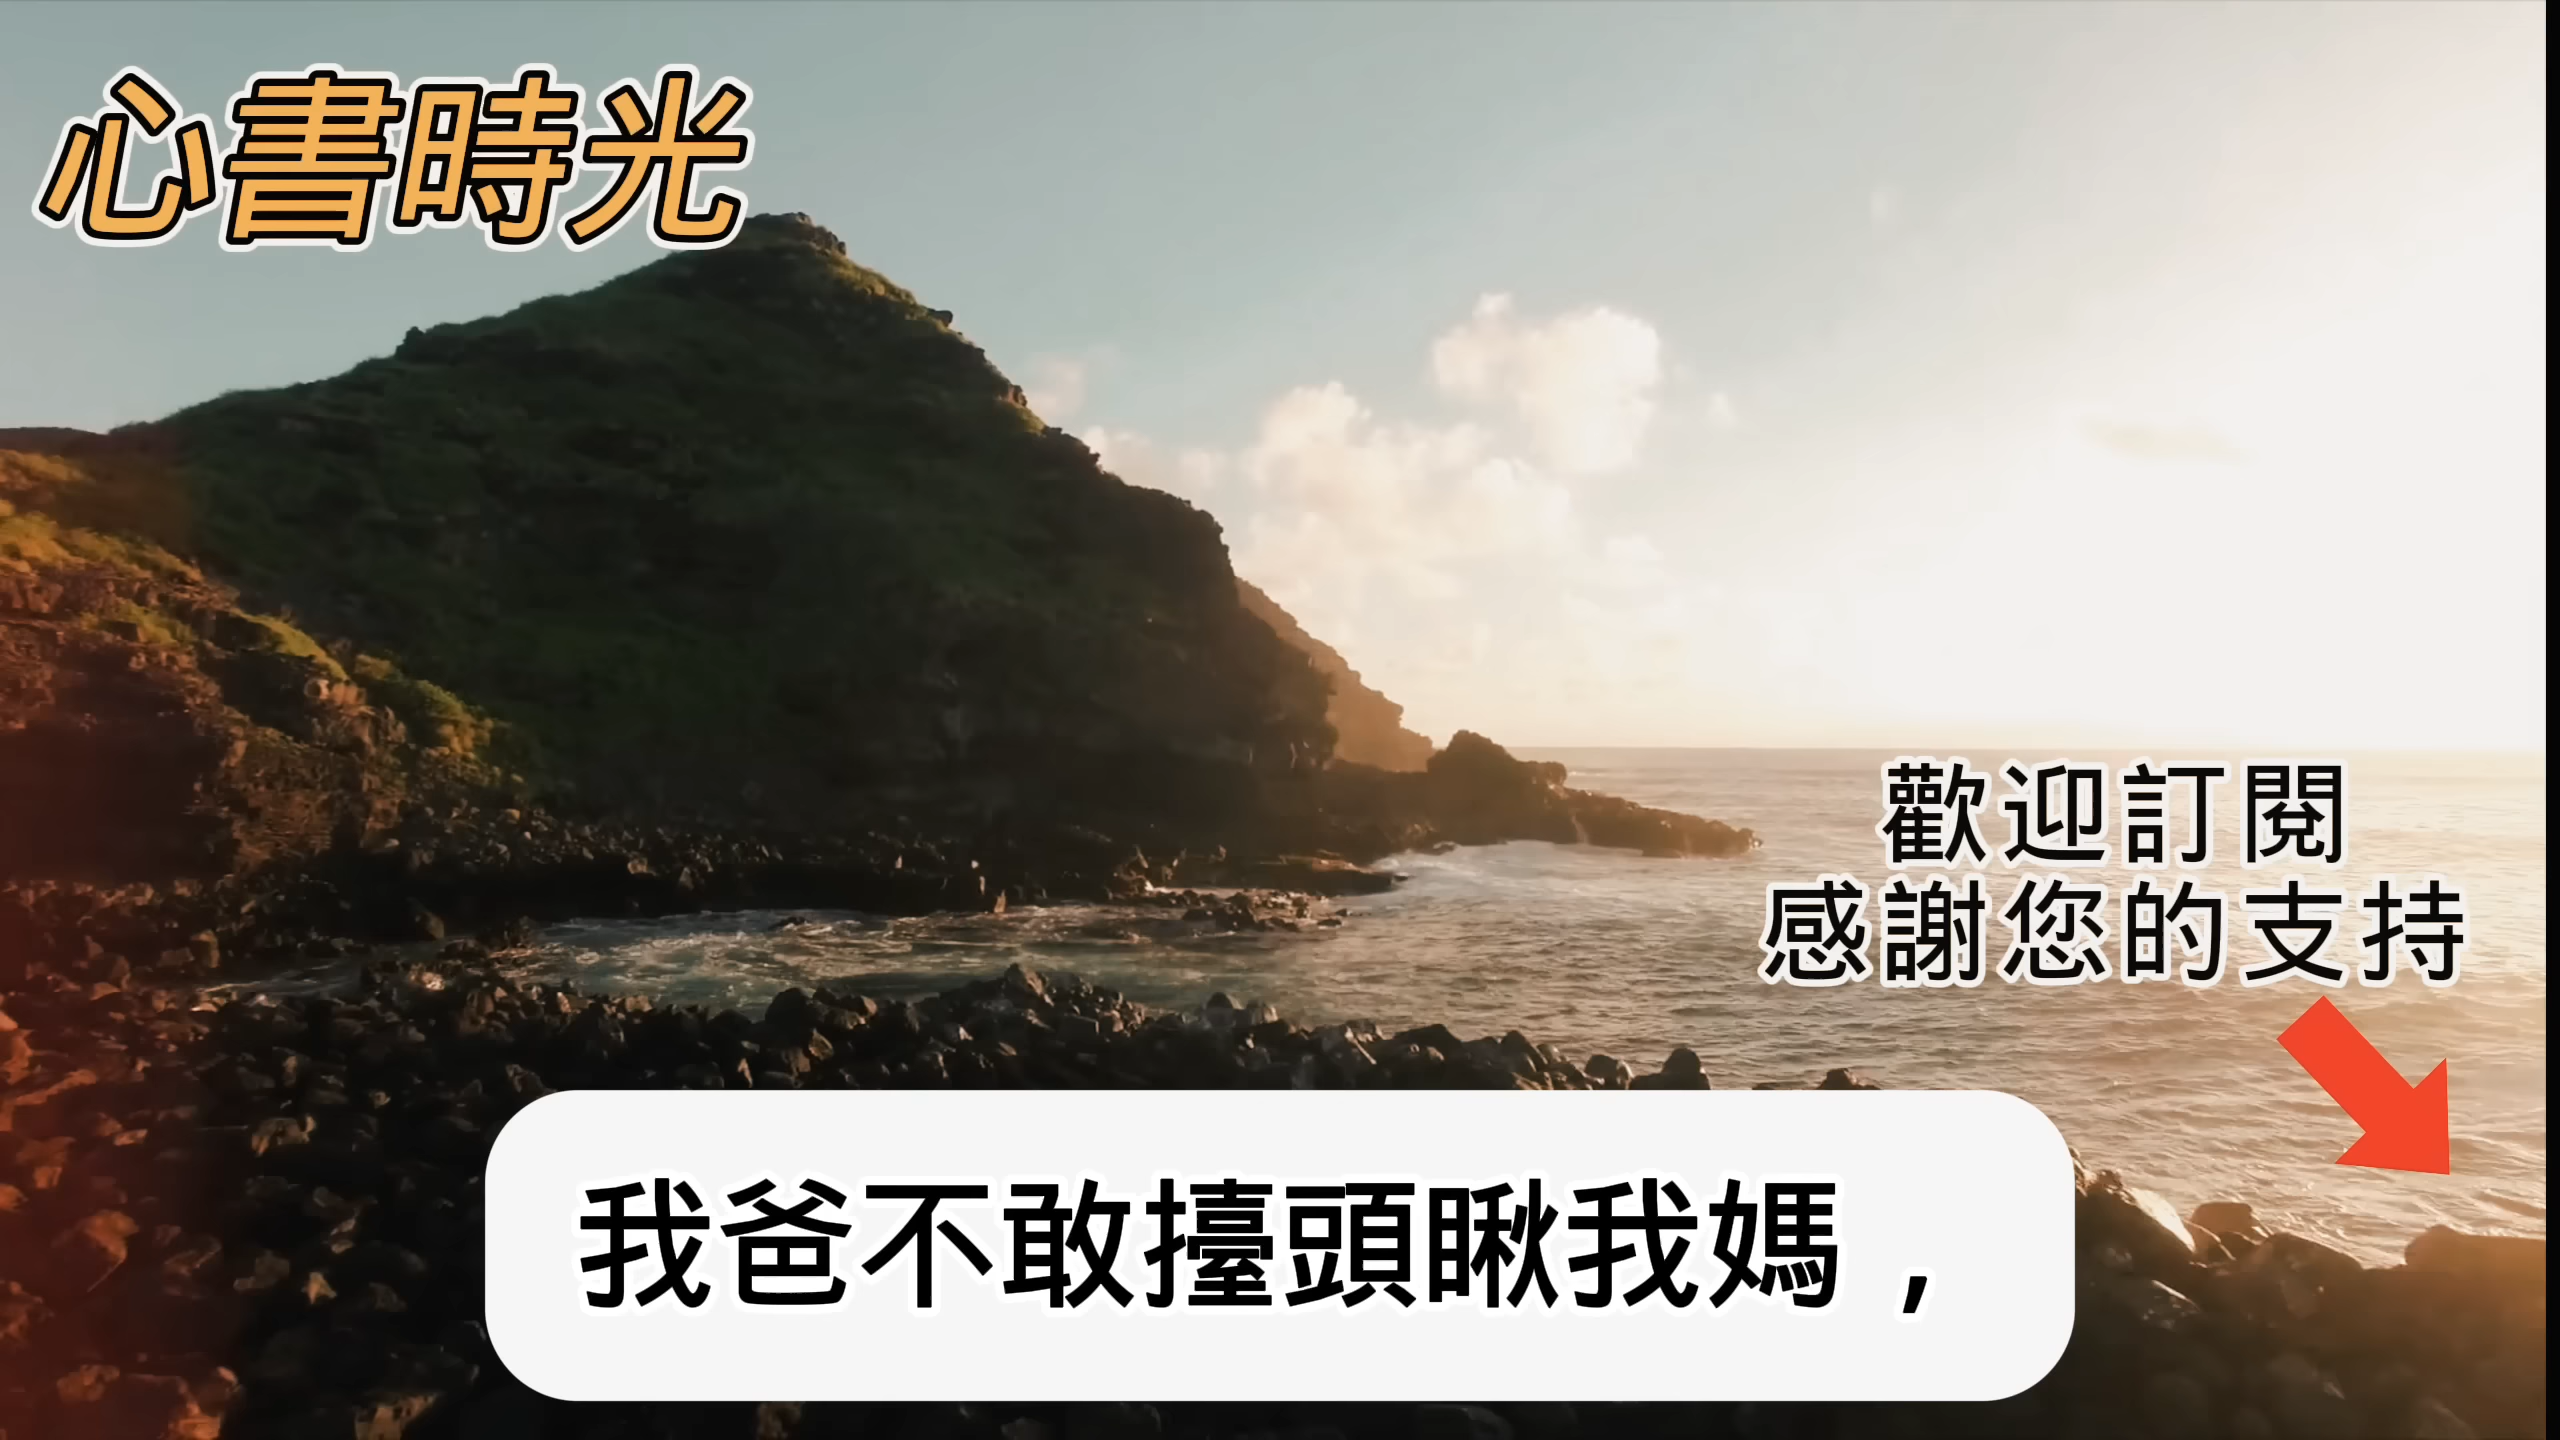 心書時光
歡迎訂閱
感謝您的支持
我爸不敢擡頭瞅我媽，